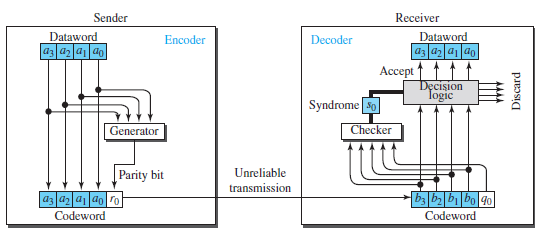 Sender
Receiver
Dataword
Encoder
Decoder
Dataword
a3 a2 a1 a0
a3 a2 a1 a0
Accept
Decision
logic
Discard
Syndrome
s0
Generator
Checker
Parity bit
Unreliable
transmission
a3 a2 a1 a0 r0
b3 b2 b1 b0 q0
Codeword
Codeword